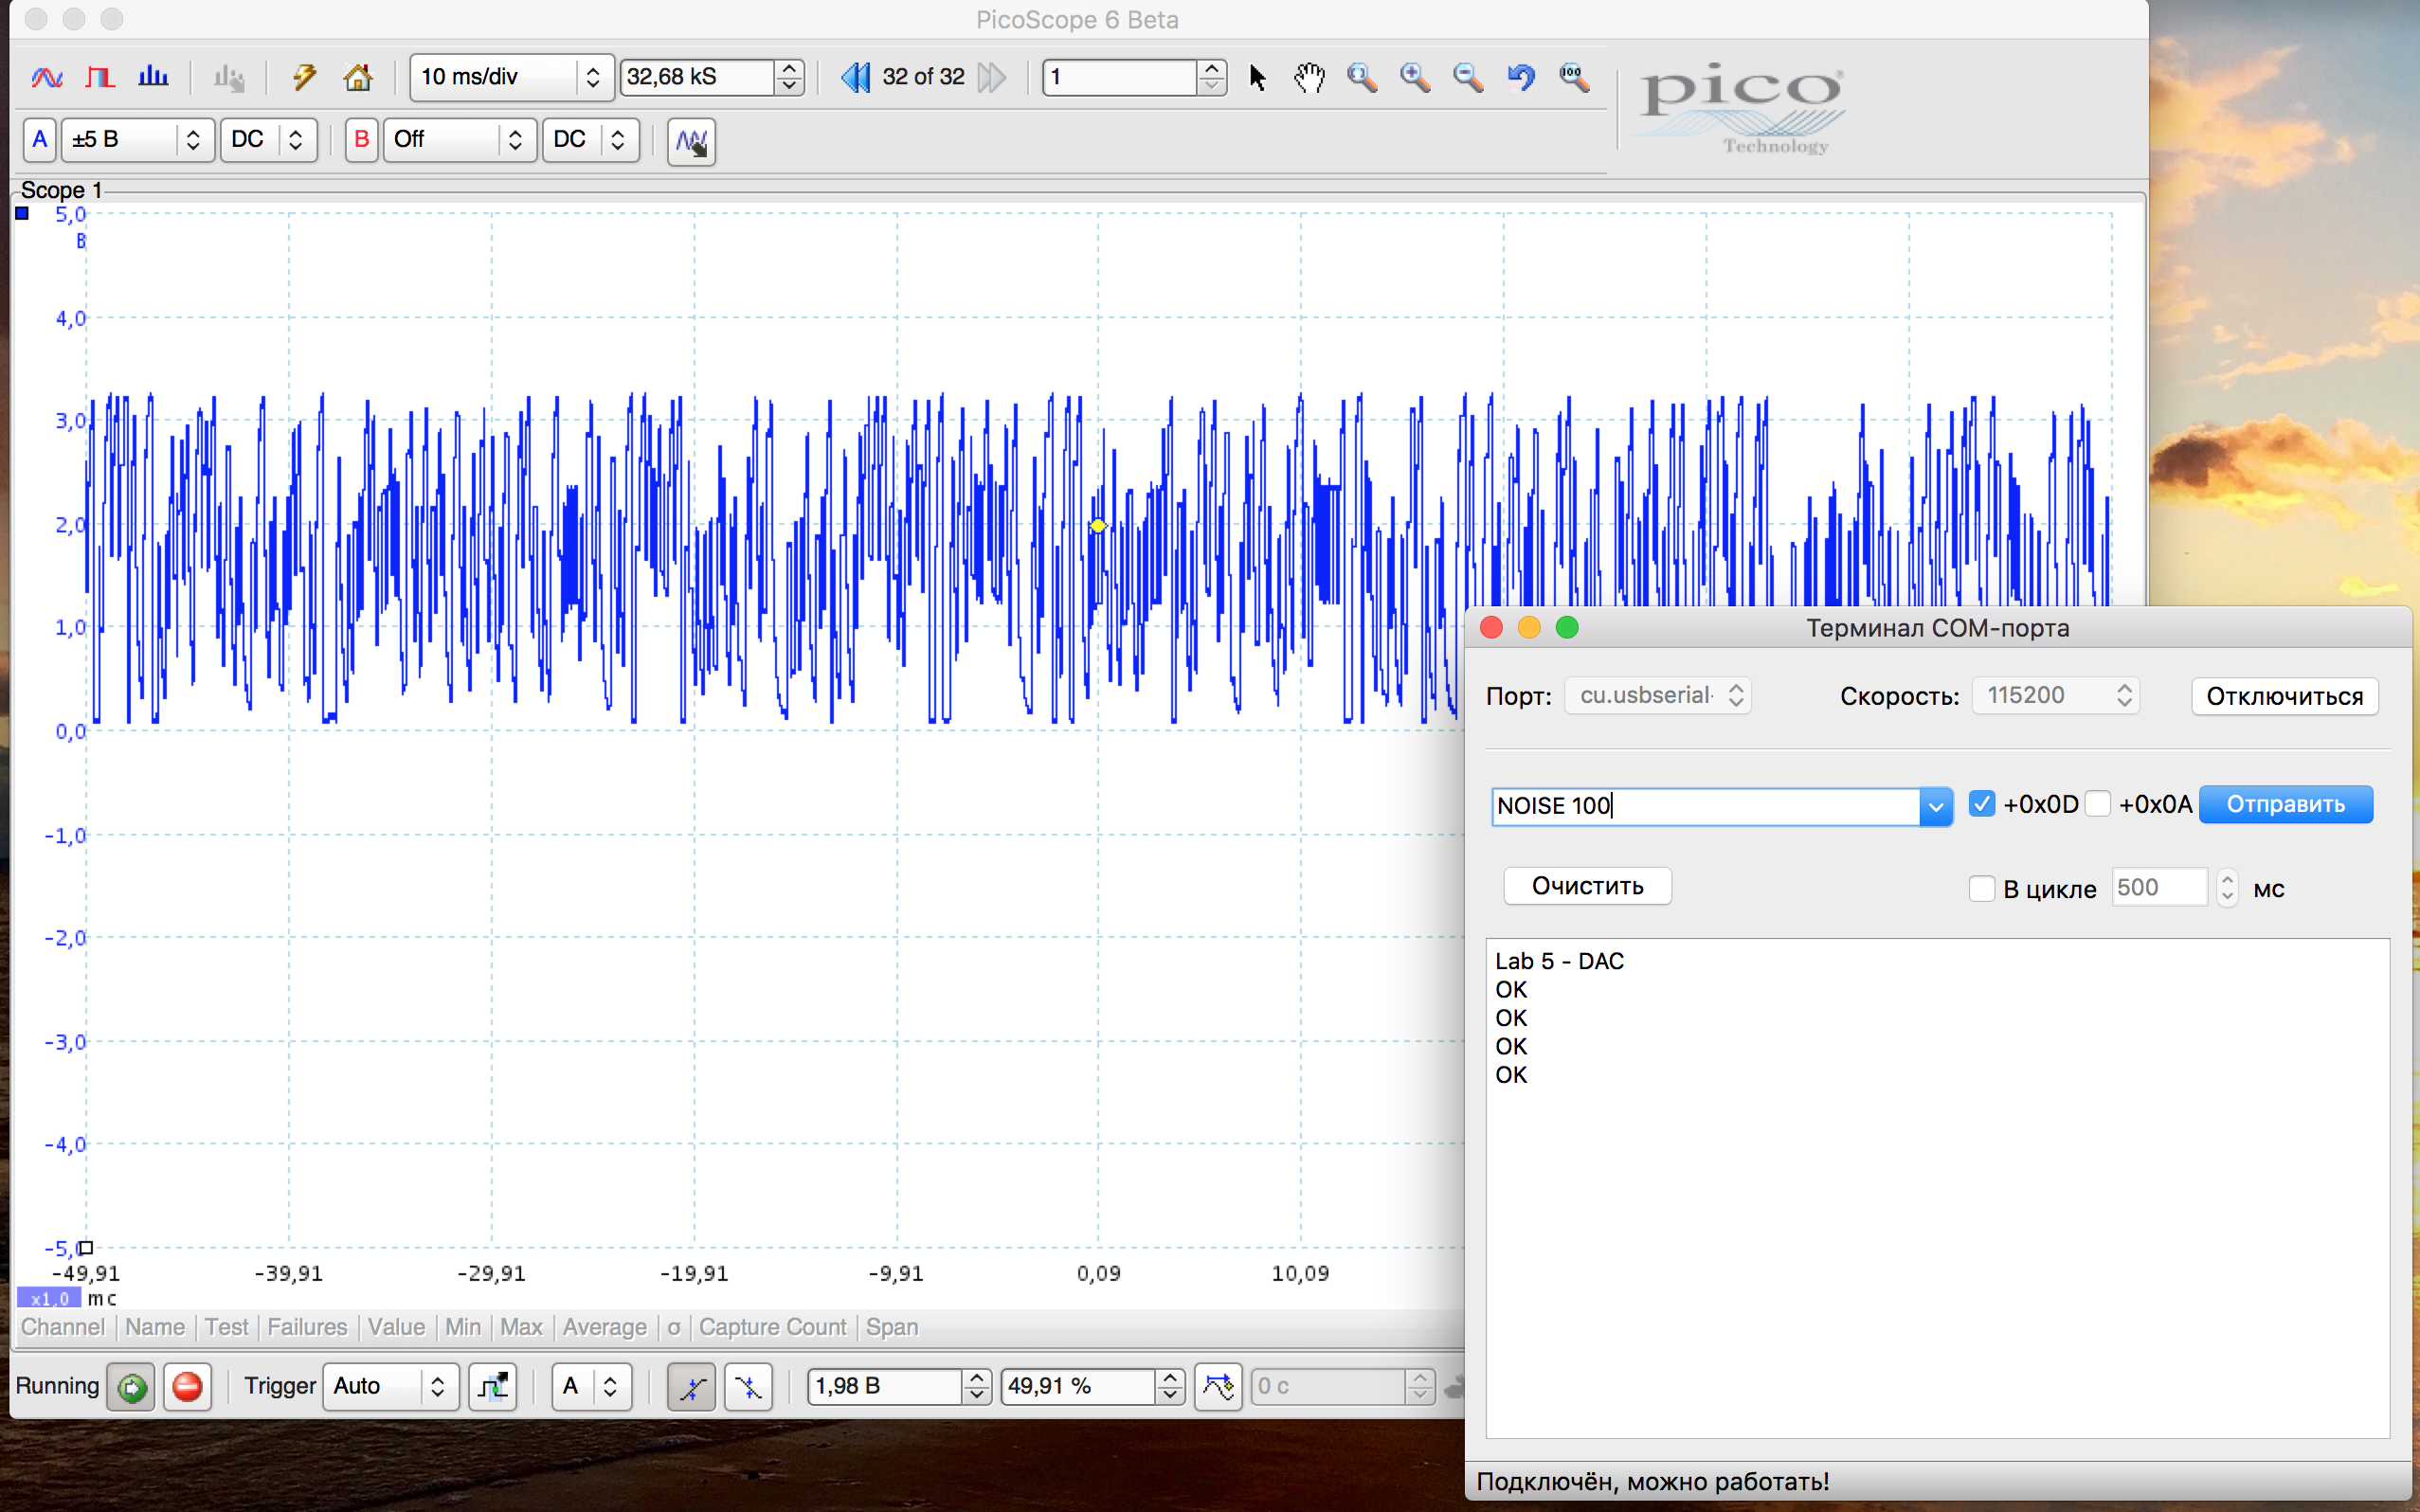 PicoScope 6 Beta
10 ms/div 32,68 kS 32 of 32 1 100
pico
Technology
A ±5 В DC B Off DC
Scope 1
5,0
В
4,0
3,0
2,0
1,0
0,0
-1,0
-2,0
-3,0
-4,0
-5,0
-49,91 -39,91 -29,91 -19,91 -9,91 0,09 10,09
x1,0 мс
Channel Name Test Failures Value Min Max Average σ Capture Count Span
Running Trigger Auto A 1,98 В 49,91 % 0 с
Терминал COM-порта
Порт: cu.usbserial- Скорость: 115200 Отключиться
NOISE 100 +0x0D +0x0A Отправить
Очистить В цикле 500 мс
Lab 5 - DAC
OK
OK
OK
OK
Подключён, можно работать!